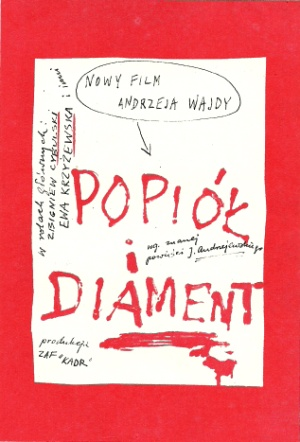 NOWY FILM
ANDRZEJA WAJDY
w rolach głównych:
ZBIGNIEW CYBULSKI
EWA KRZYŻEWSKA i inni
POPIÓŁ
i
DIAMENT
wg. znanej
powieści J. Andrzejewskiego
produkcja
ZAF "KADR"